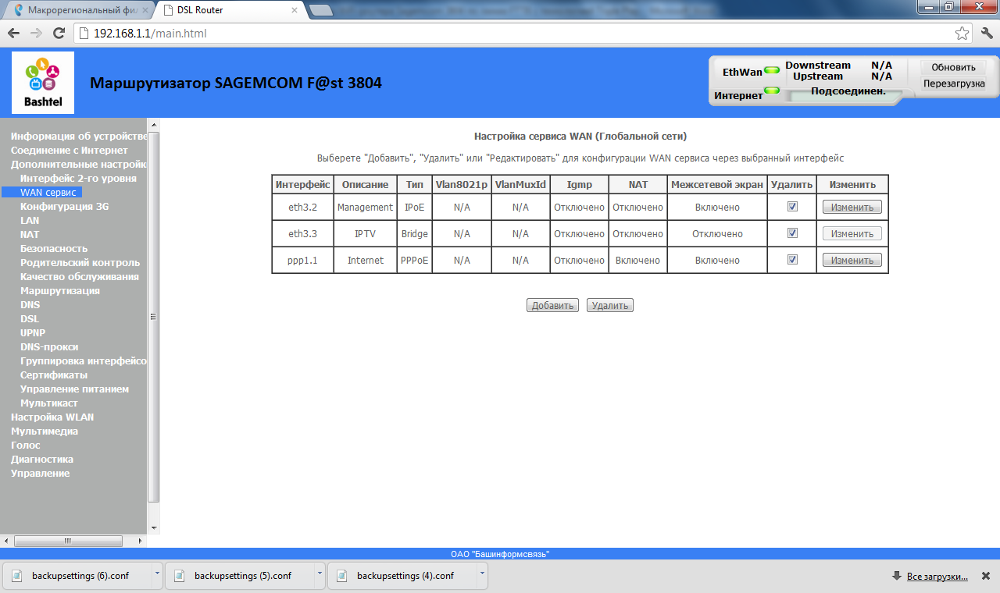 Макрорегиональный фил
DSL Router
192.168.1.1/main.html
Bashtel
Маршрутизатор SAGEMCOM F@st 3804
EthWan
Downstream N/A
Upstream N/A
Интернет
Подсоединен.
Обновить
Перезагрузка
Информация об устройстве
Соединение с Интернет
Дополнительные настройк
Интерфейс 2-го уровня
WAN сервис
Конфигурация 3G
LAN
NAT
Безопасность
Родительский контроль
Качество обслуживания
Маршрутизация
DNS
DSL
UPNP
DNS-прокси
Группировка интерфейсо
Сертификаты
Управление питанием
Мультикаст
Настройка WLAN
Мультимедиа
Голос
Диагностика
Управление
Настройка сервиса WAN (Глобальной сети)
Выберете "Добавить", "Удалить" или "Редактировать" для конфигурации WAN сервиса через выбранный интерфейс
Интерфейс Описание Тип Vlan8021p VlanMuxId Igmp NAT Межсетевой экран Удалить Изменить
eth3.2 Management IPoE N/A N/A Отключено Отключено Включено Изменить
eth3.3 IPTV Bridge N/A N/A Отключено Отключено Отключено Изменить
ppp1.1 Internet PPPoE N/A N/A Отключено Включено Включено Изменить
Добавить Удалить
ОАО "Башинформсвязь"
backupsettings (6).conf
backupsettings (5).conf
backupsettings (4).conf
Все загрузки...